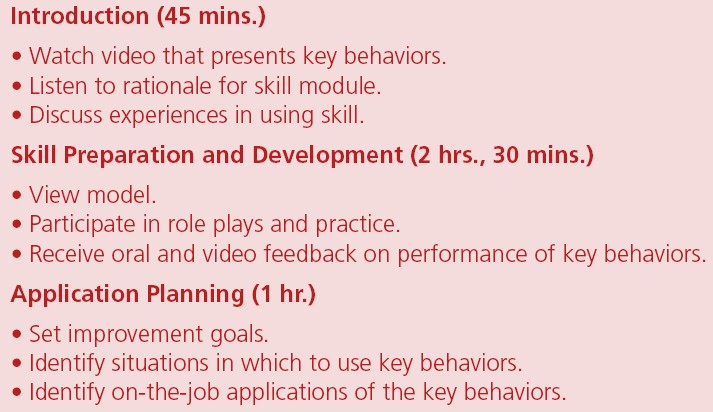 Introduction (45 mins.)
• Watch video that presents key behaviors.
• Listen to rationale for skill module.
• Discuss experiences in using skill.
Skill Preparation and Development (2 hrs., 30 mins.)
• View model.
• Participate in role plays and practice.
• Receive oral and video feedback on performance of key behaviors.
Application Planning (1 hr.)
• Set improvement goals.
• Identify situations in which to use key behaviors.
• Identify on-the-job applications of the key behaviors.